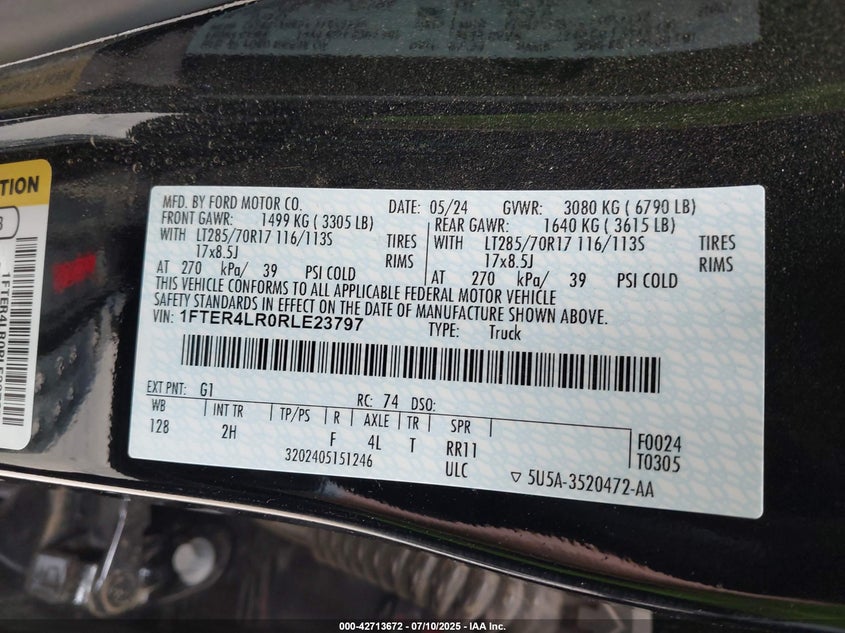 TION
1FTER4LR0RLE2379
MFD. BY FORD MOTOR CO. DATE: 05/24 GVWR: 3080 KG ( 6790 LB)
FRONT GAWR: 1499 KG ( 3305 LB) REAR GAWR: 1640 KG ( 3615 LB)
WITH LT285/70R17 116/113S TIRES WITH LT285/70R17 116/113S TIRES
17x8.5J RIMS 17x8.5J RIMS
AT 270 kPa/ 39 PSI COLD AT 270 kPa/ 39 PSI COLD
THIS VEHICLE CONFORMS TO ALL APPLICABLE FEDERAL MOTOR VEHICLE
SAFETY STANDARDS IN EFFECT ON THE DATE OF MANUFACTURE SHOWN ABOVE.
VIN: 1FTER4LR0RLE23797 TYPE: Truck
EXT PNT: G1 RC: 74 DSO:
WB INT TR TP/PS R AXLE TR SPR
128 2H F 4L T RR11 F0024
ULC T0305
3202405151246 5U5A-3520472-AA
000-42713672 - 07/10/2025 - IAA Inc.